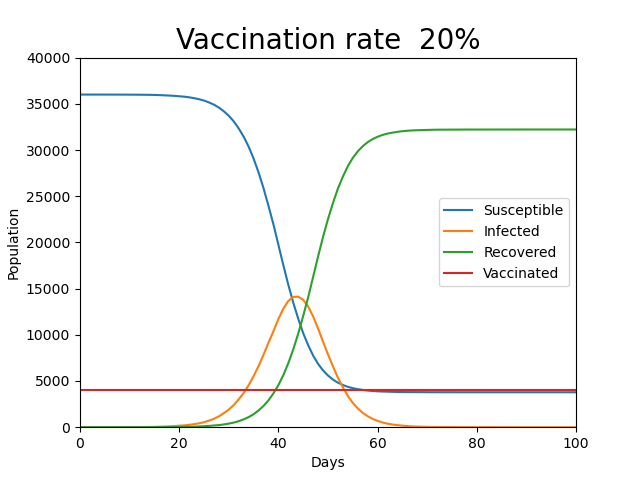 Vaccination rate  20%
40000
35000
30000
25000
20000
15000
10000
5000
0
Population
Susceptible
Infected
Recovered
Vaccinated
0 20 40 60 80 100
Days